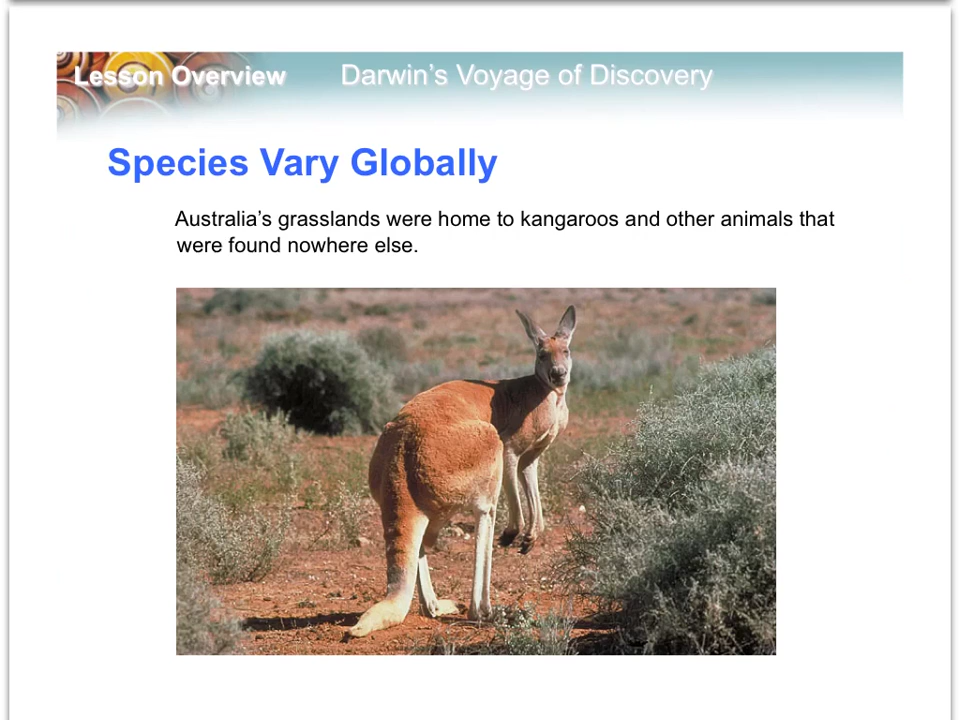 Lesson Overview Darwin’s Voyage of Discovery
Species Vary Globally
Australia’s grasslands were home to kangaroos and other animals that
were found nowhere else.